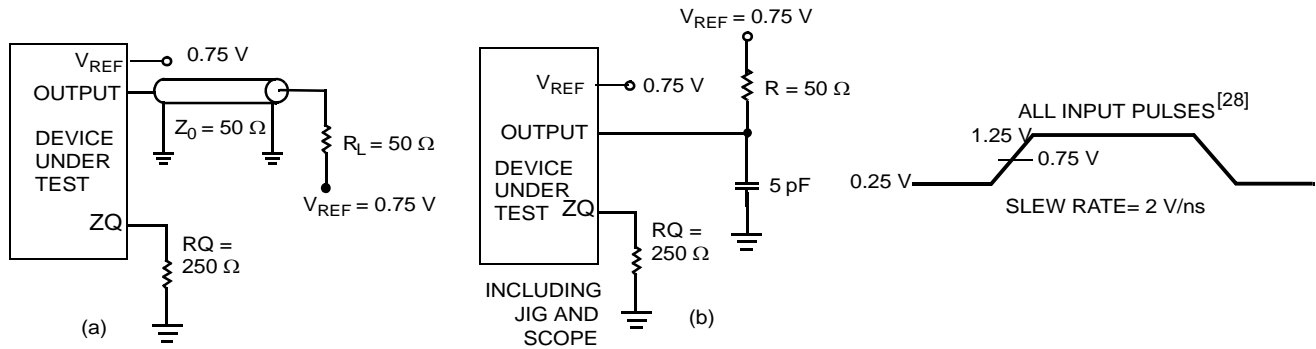 V_REF 0.75 V
OUTPUT
Z_0 = 50 Ω
DEVICE
UNDER
TEST
R_L = 50 Ω
V_REF = 0.75 V
ZQ
RQ =
250 Ω
(a)
V_REF = 0.75 V
V_REF 0.75 V
R = 50 Ω
OUTPUT
DEVICE
UNDER
TEST
5 pF
ZQ
RQ =
250 Ω
INCLUDING
JIG AND
SCOPE
(b)
ALL INPUT PULSES[28]
1.25 V
0.75 V
0.25 V
SLEW RATE= 2 V/ns